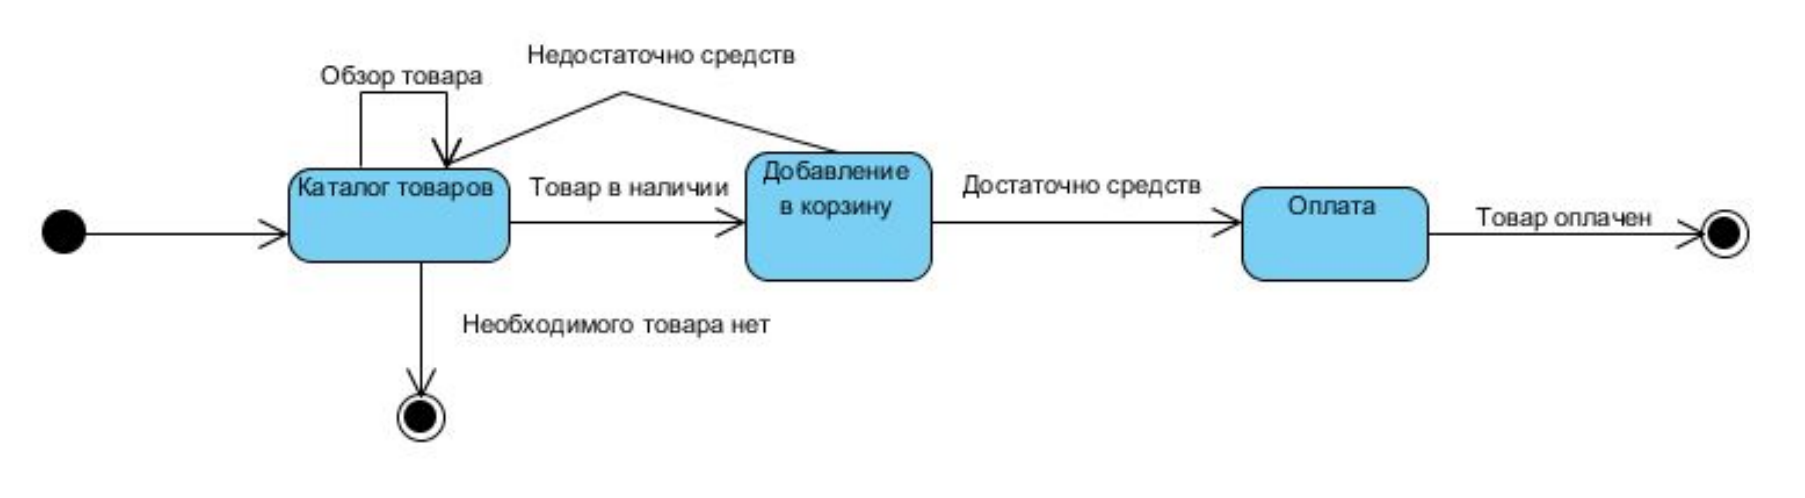 Недостаточно средств
Обзор товара
Каталог товаров
Товар в наличии
Добавление
в корзину
Достаточно средств
Оплата
Товар оплачен
Необходимого товара нет